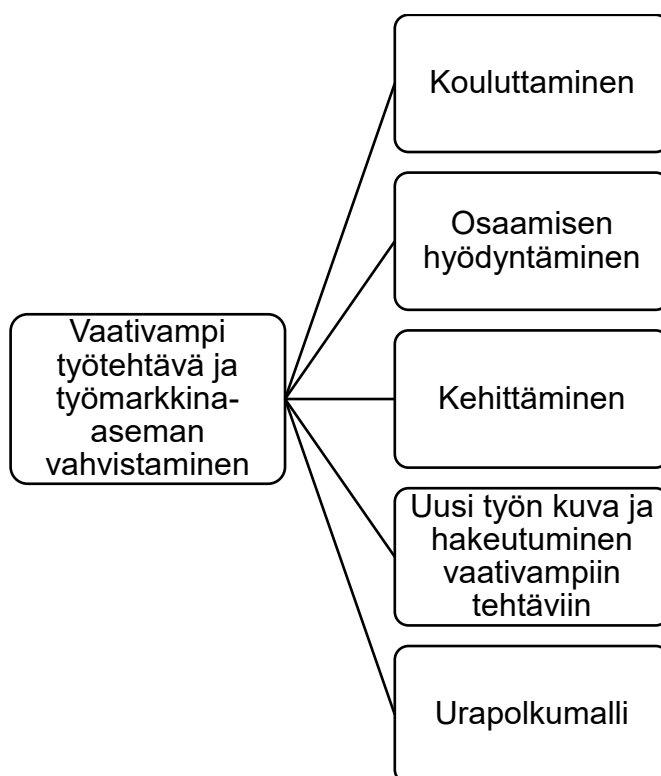 Kouluttaminen
Osaamisen
hyödyntäminen
Vaativampi
työtehtävä ja
työmarkkina-
aseman
vahvistaminen
Kehittäminen
Uusi työn kuva ja
hakeutuminen
vaativampiin
tehtäviin
Urapolkumalli